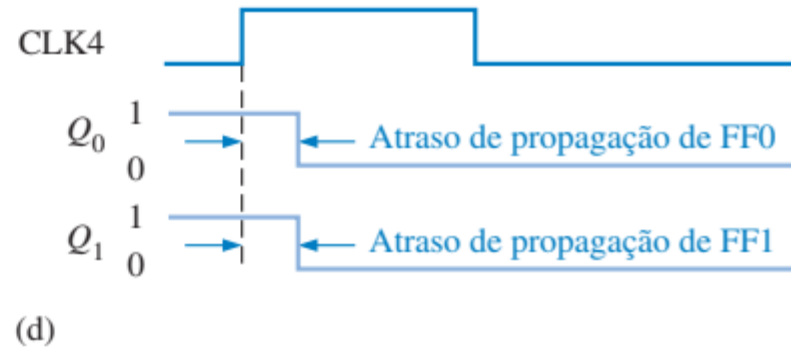 CLK4
1
Q0 Atraso de propagação de FF0
0
1
Q1 Atraso de propagação de FF1
0
(d)